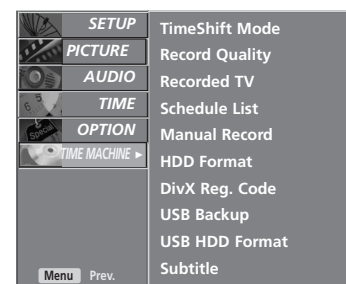 SETUP
PICTURE
AUDIO
TIME
OPTION
TIME MACHINE ►
Menu Prev.
TimeShift Mode
Record Quality
Recorded TV
Schedule List
Manual Record
HDD Format
DivX Reg. Code
USB Backup
USB HDD Format
Subtitle